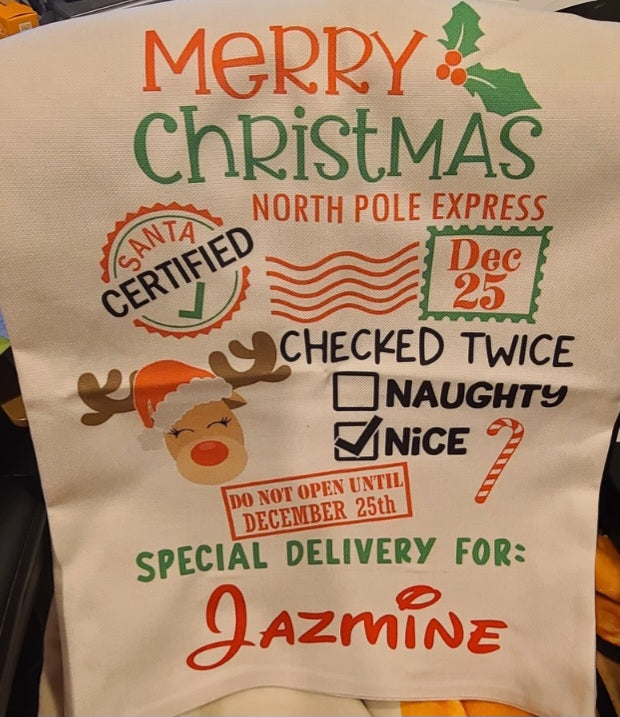 MeRRY
ChRistMAS
NORTH POLE EXPRESS
SANTA
CERTIFIED
Dec
25
CHECKED TWICE
NAUGHTY
NiCE
DO NOT OPEN UNTIL
DECEMBER 25th
SPECIAL DELIVERY FOR:
JAZMINE